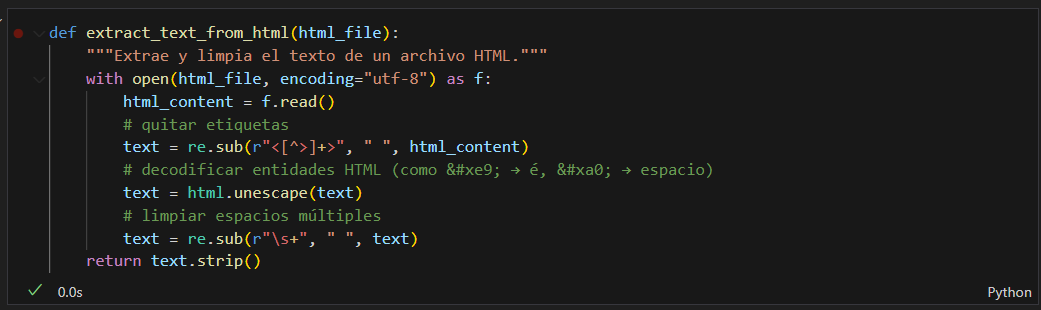 def extract_text_from_html(html_file):
    """Extrae y limpia el texto de un archivo HTML."""
    with open(html_file, encoding="utf-8") as f:
        html_content = f.read()
        # quitar etiquetas
        text = re.sub(r"<[^>]+>", " ", html_content)
        # decodificar entidades HTML (como &#xe9; → é, &#xa0; → espacio)
        text = html.unescape(text)
        # limpiar espacios múltiples
        text = re.sub(r"\s+", " ", text)
    return text.strip()
0.0s Python